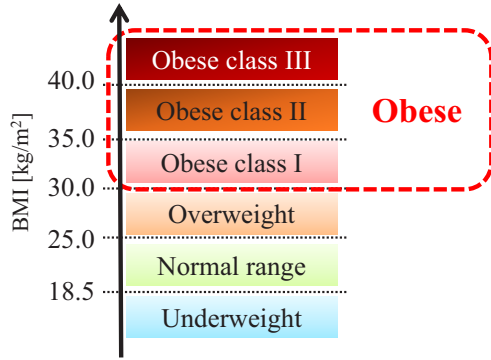 Obese class III
40.0
Obese class II
Obese
35.0
Obese class I
30.0
Overweight
25.0
Normal range
18.5
Underweight
BMI [kg/m²]